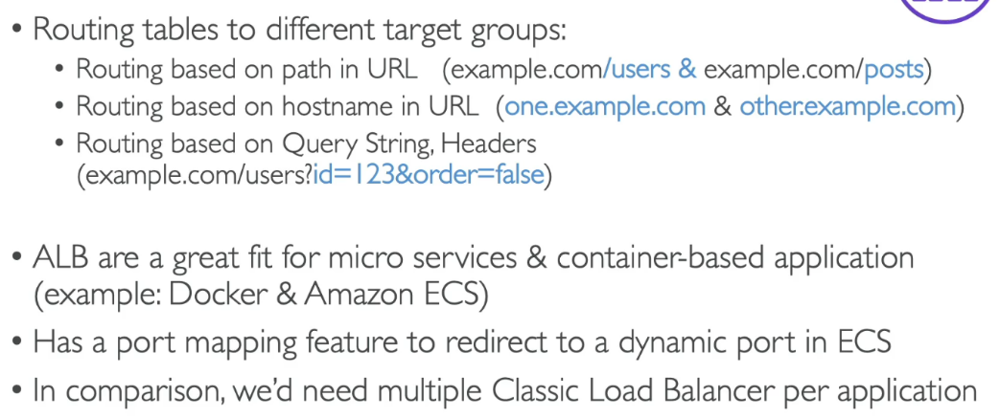 • Routing tables to different target groups:
• Routing based on path in URL (example.com/users & example.com/posts)
• Routing based on hostname in URL (one.example.com & other.example.com)
• Routing based on Query String, Headers
(example.com/users?id=123&order=false)
• ALB are a great fit for micro services & container-based application
(example: Docker & Amazon ECS)
• Has a port mapping feature to redirect to a dynamic port in ECS
• In comparison, we'd need multiple Classic Load Balancer per application